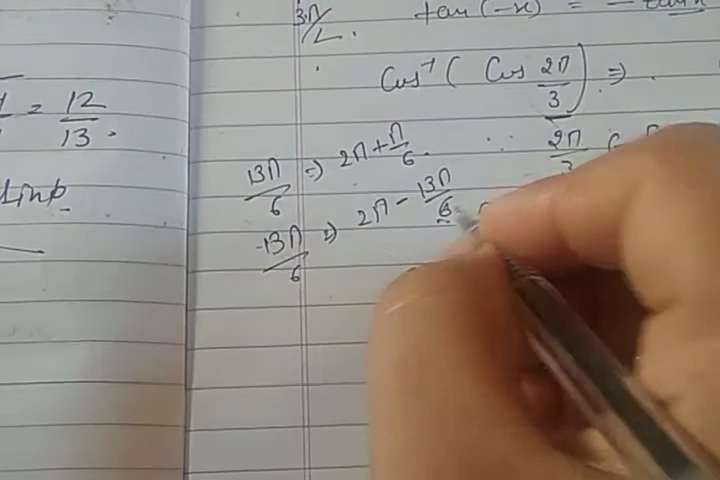 3π/2.
tan(-x) = - tan x
= 12/13.
cos⁻¹( cos 2π/3 ) ⇒ .
13π/6 ⇒ 2π + π/6. ∵ 2π/3 ∈
-13π/6 ⇒ 2π - 13π/6